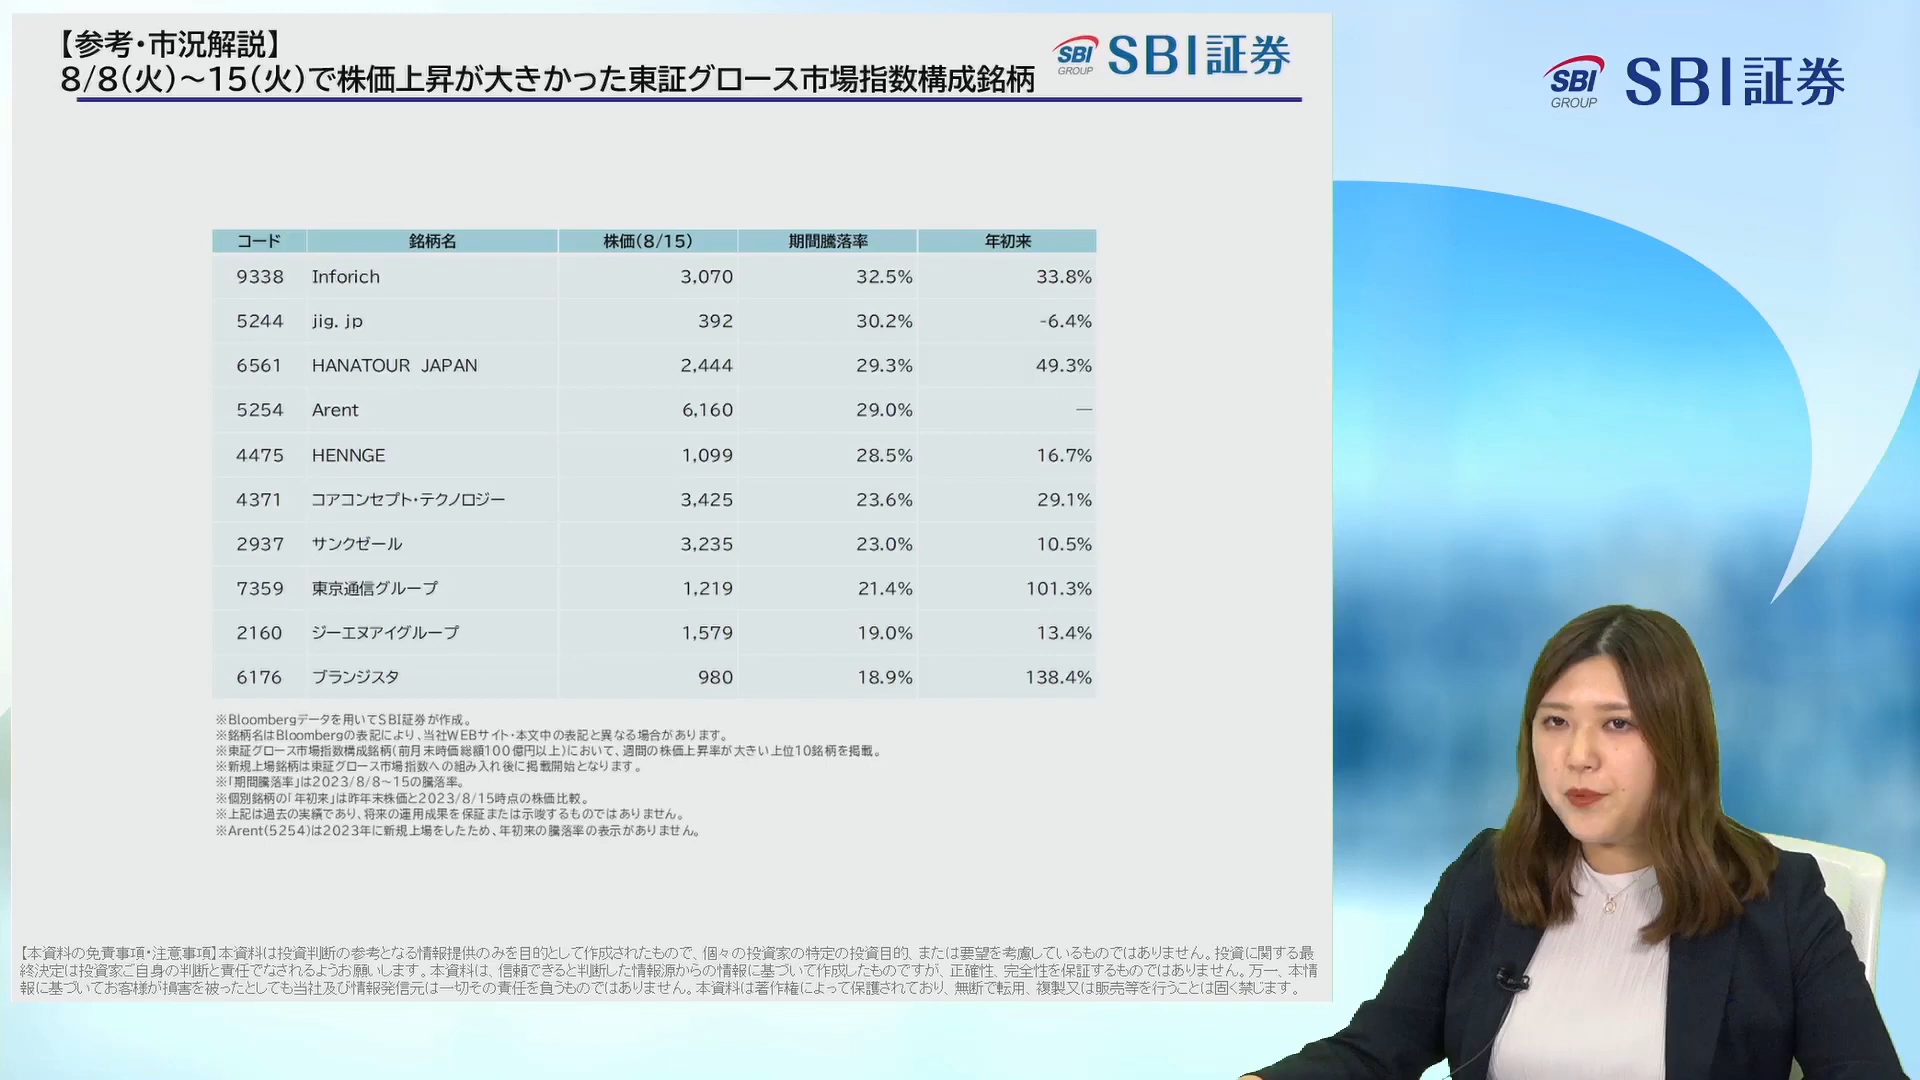 【参考・市況解説】
8/8(火)～15(火)で株価上昇が大きかった東証グロース市場指数構成銘柄
SBI GROUP SBI証券
SBI GROUP SBI証券
コード 銘柄名 株価(8/15) 期間騰落率 年初来
9338 Inforich 3,070 32.5% 33.8%
5244 jig.jp 392 30.2% -6.4%
6561 HANATOUR JAPAN 2,444 29.3% 49.3%
5254 Arent 6,160 29.0% ―
4475 HENNGE 1,099 28.5% 16.7%
4371 コアコンセプト・テクノロジー 3,425 23.6% 29.1%
2937 サンクゼール 3,235 23.0% 10.5%
7359 東京通信グループ 1,219 21.4% 101.3%
2160 ジーエヌアイグループ 1,579 19.0% 13.4%
6176 ブランジスタ 980 18.9% 138.4%
※Bloombergデータを用いてSBI証券が作成。
※銘柄名はBloombergの表記により、当社WEBサイト・本文中の表記と異なる場合があります。
※東証グロース市場指数構成銘柄(前月末時価総額100億円以上)において、週間の株価上昇率が大きい上位10銘柄を掲載。
※新規上場銘柄は東証グロース市場指数への組み入れ後に掲載開始となります。
※「期間騰落率」は2023/8/8～15の騰落率。
※個別銘柄の「年初来」は昨年末株価と2023/8/15時点の株価比較。
※上記は過去の実績であり、将来の運用成果を保証または示唆するものではありません。
※Arent(5254)は2023年に新規上場をしたため、年初来の騰落率の表示がありません。
【本資料の免責事項・注意事項】本資料は投資判断の参考となる情報提供のみを目的として作成されたもので、個々の投資家の特定の投資目的、または要望を考慮しているものではありません。投資に関する最
終決定は投資家ご自身の判断と責任でなされるようお願いします。本資料は、信頼できると判断した情報源からの情報に基づいて作成したものですが、正確性、完全性を保証するものではありません。万一、本情
報に基づいてお客様が損害を被ったとしても当社及び情報発信元は一切その責任を負うものではありません。本資料は著作権によって保護されており、無断で転用、複製又は販売等を行うことは固く禁じます。